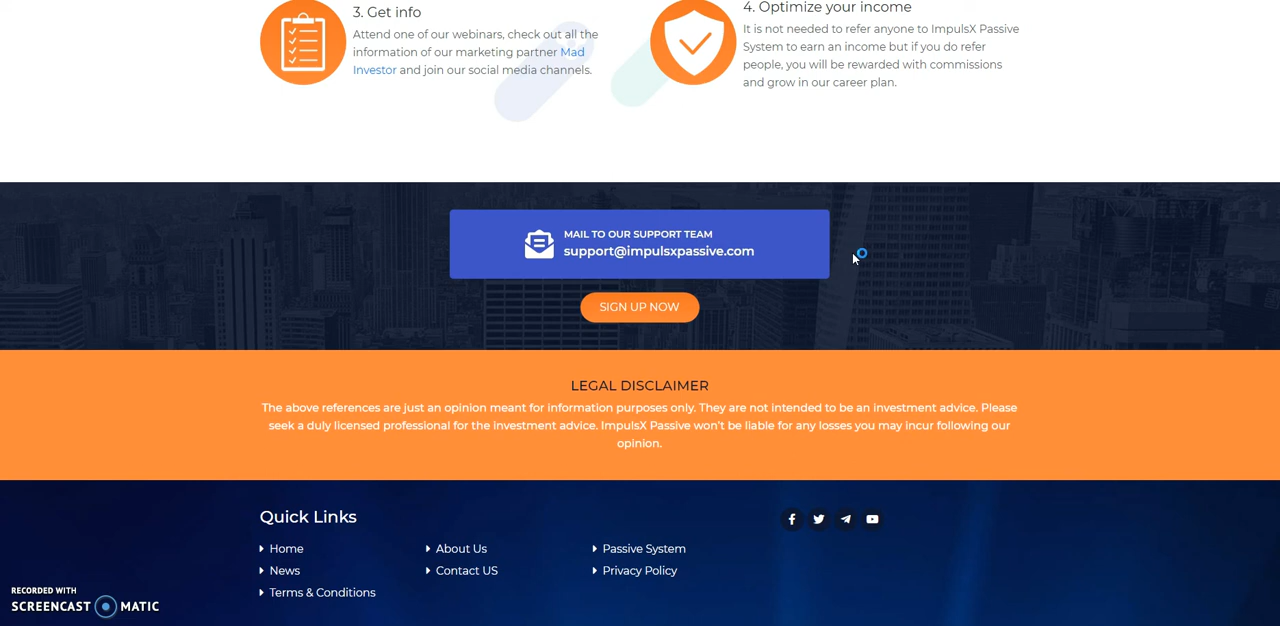 3. Get info
Attend one of our webinars, check out all the
information of our marketing partner Mad
Investor and join our social media channels.
4. Optimize your income
It is not needed to refer anyone to ImpulsX Passive
System to earn an income but if you do refer
people, you will be rewarded with commissions
and grow in our career plan.
MAIL TO OUR SUPPORT TEAM
support@impulsxpassive.com
SIGN UP NOW
LEGAL DISCLAIMER
The above references are just an opinion meant for information purposes only. They are not intended to be an investment advice. Please
seek a duly licensed professional for the investment advice. ImpulsX Passive won't be liable for any losses you may incur following our
opinion.
Quick Links
Home
About Us
Passive System
News
Contact US
Privacy Policy
Terms & Conditions
RECORDED WITH
SCREENCAST MATIC